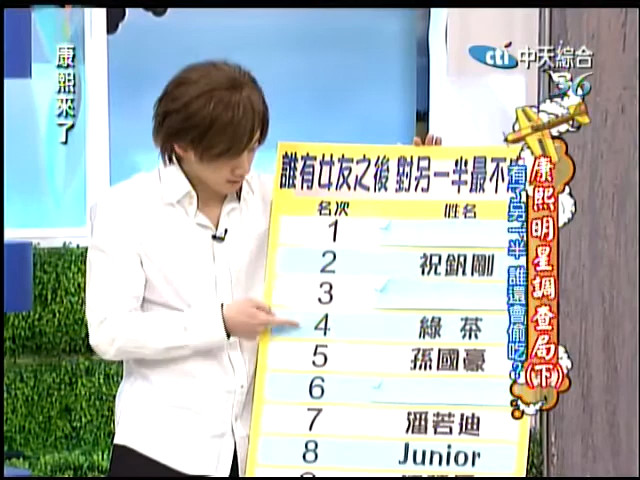 康熙來了
cti 中天綜合
36
誰有女友之後 對另一半最不
名次 姓名
1
2 祝釩剛
3
4 綠茶
5 孫國豪
6
7 潘若迪
8 Junior
康熙明星調查局(下)
有了另一半 誰還會偷吃?